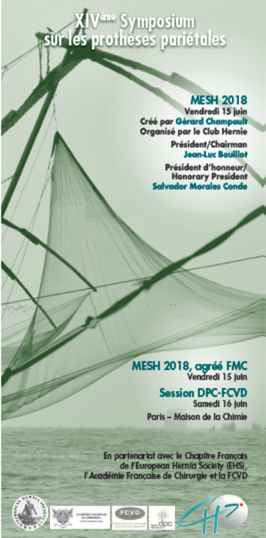 XIVème Symposium
sur les protheses pariétales
MESH 2018
Vendredi 15 juin
Créé par Gérard Champault
Organisé par le Club Hernie
Président/Chairman
Jean-Luc Bouillot
Président d'honneur/
Honorary President
Salvador Morales Conde
MESH 2018, agréé FMC
Vendredi 15 juin
Session DPC-FCVD
Samedi 16 juin
Paris – Maison de la Chimie
En partenariat avec le Chapitre Français
de l'European Hernia Society (EHS),
l'Académie Française de Chirurgie et la FCVD
FCVD
dpc